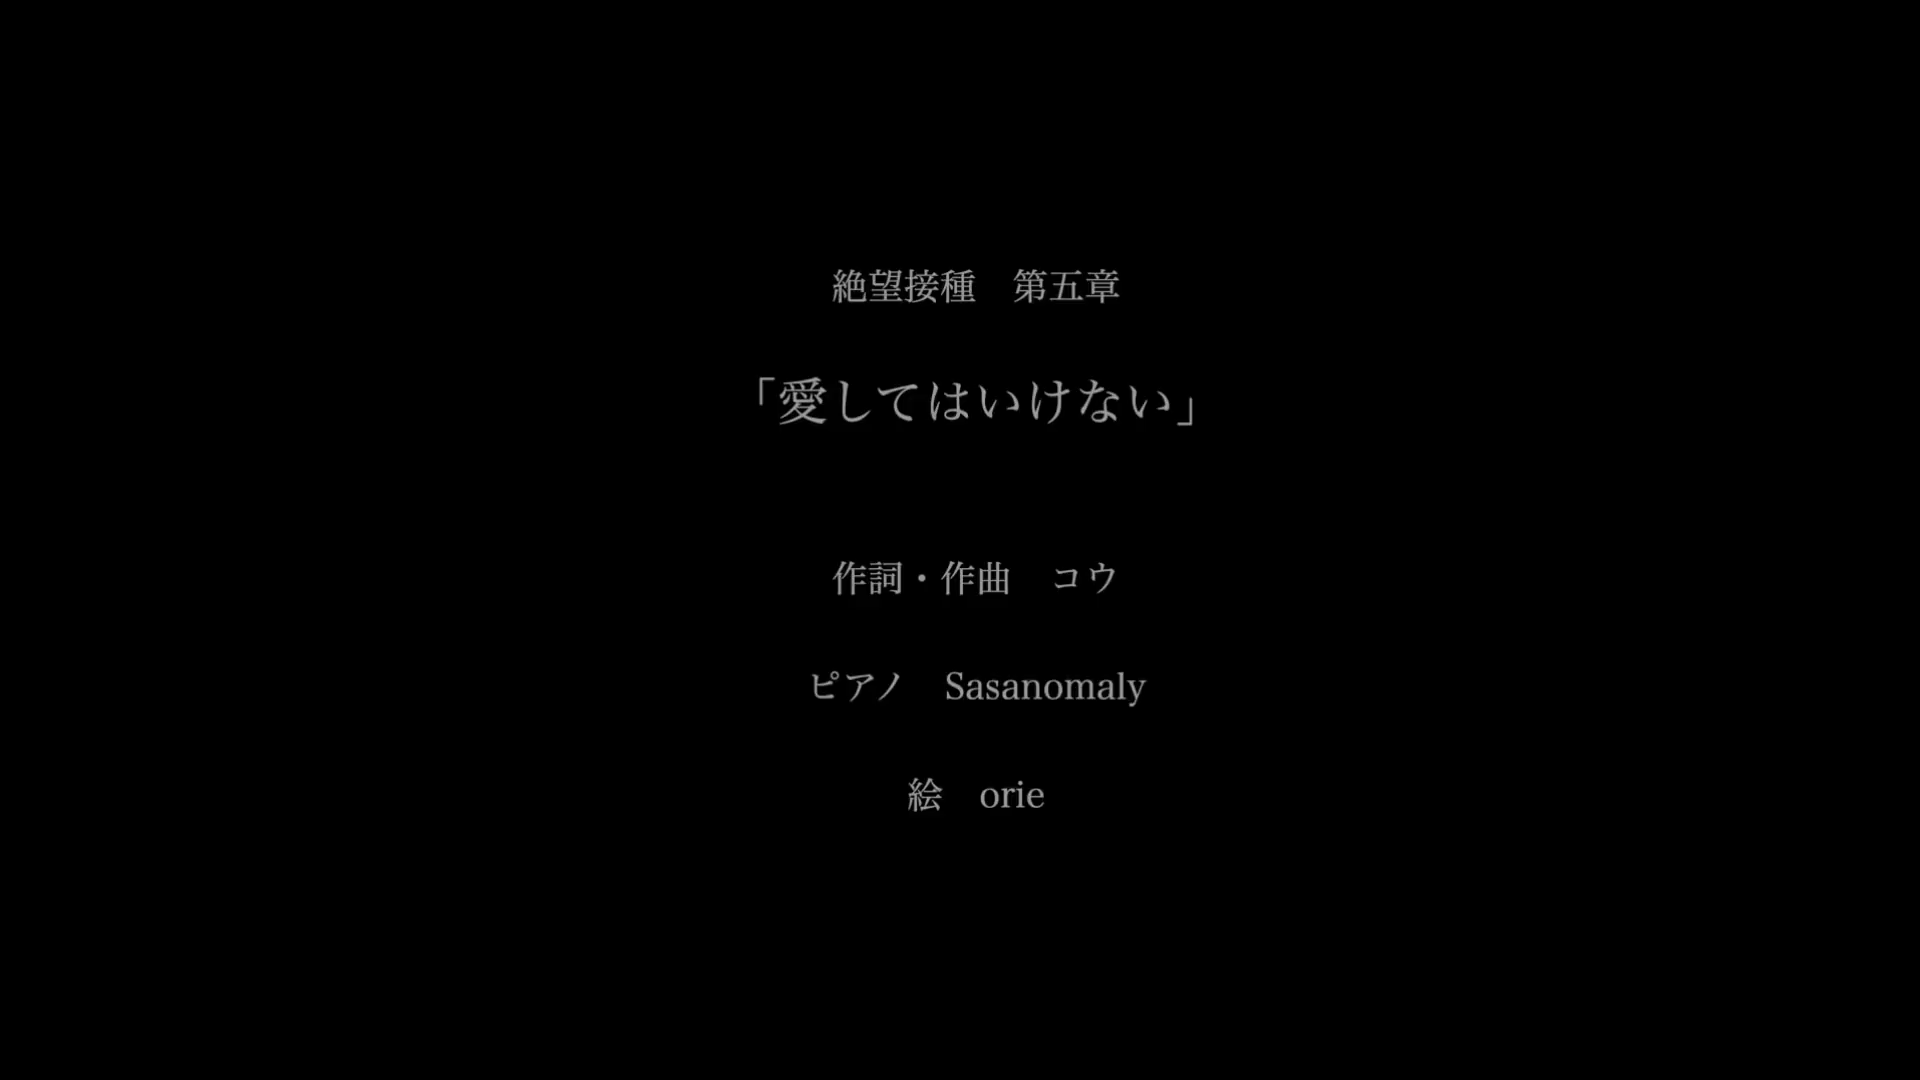 絶望接種　第五章
「愛してはいけない」
作詞・作曲　コウ
ピアノ　Sasanomaly
絵　orie